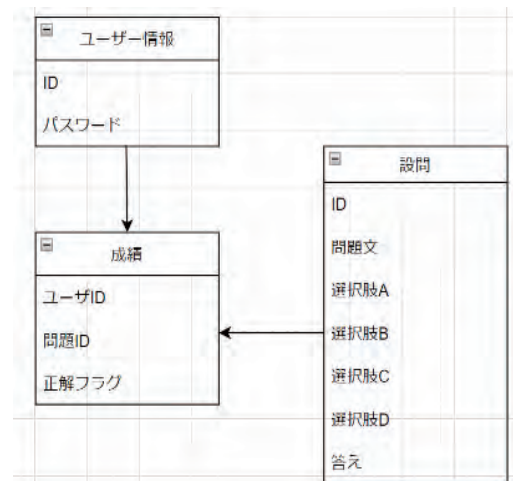 ユーザー情報
ID
パスワード
成績
ユーザID
問題ID
正解フラグ
設問
ID
問題文
選択肢A
選択肢B
選択肢C
選択肢D
答え